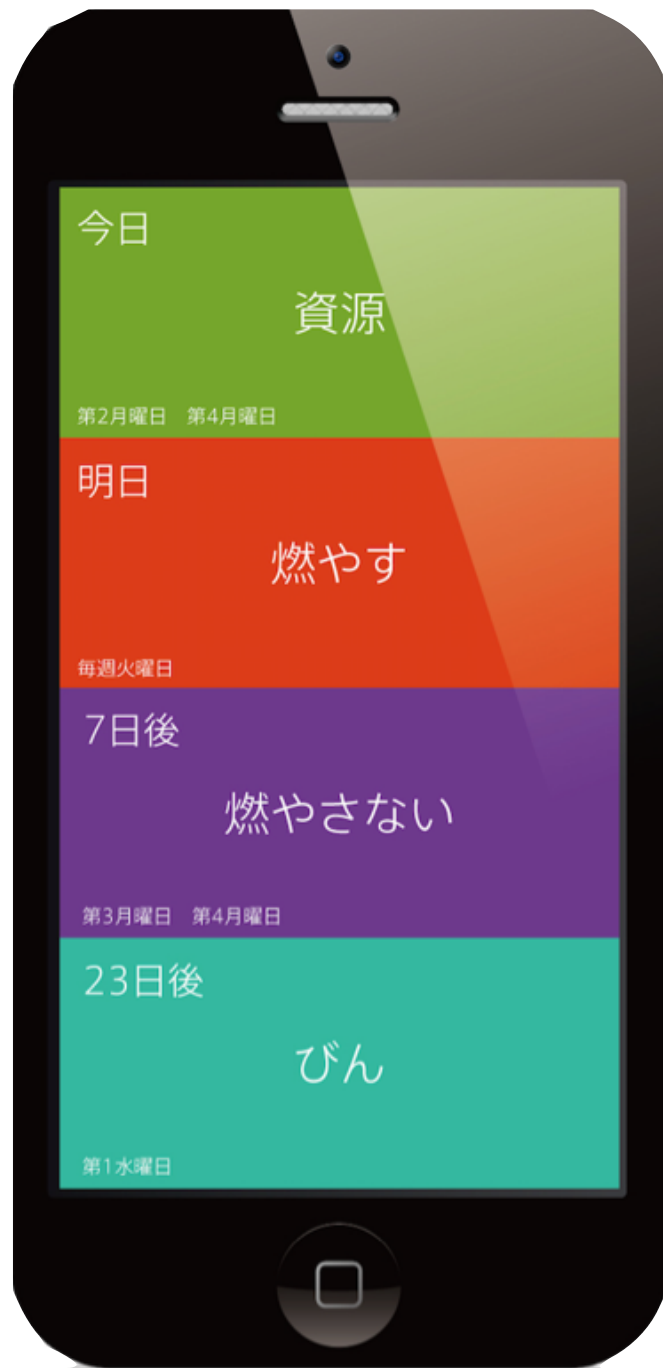 今日
資源
第2月曜日　第4月曜日
明日
燃やす
毎週火曜日
7日後
燃やさない
第3月曜日　第4月曜日
23日後
びん
第1水曜日